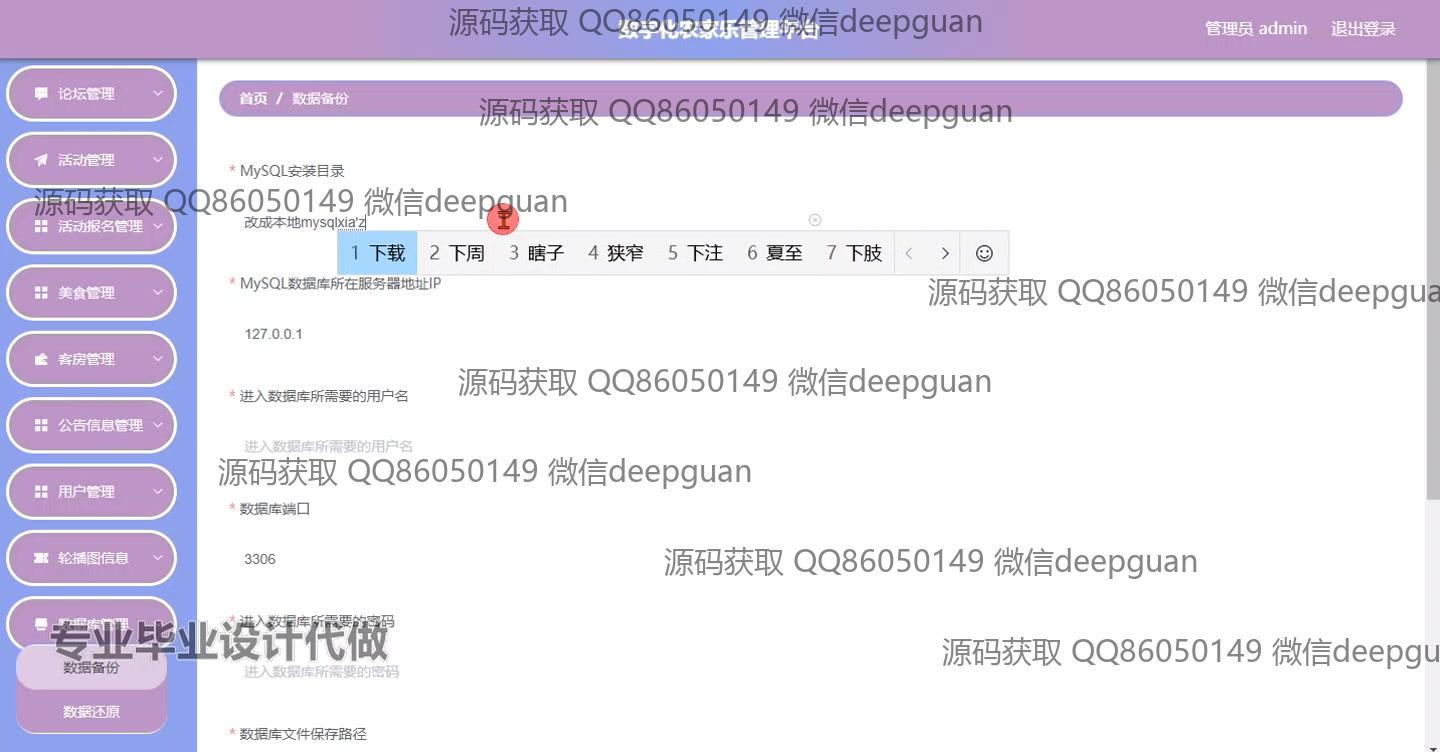 源码获取 QQ86050149 微信deepguan
数字化农家乐管理平台
管理员 admin
退出登录
论坛管理
活动管理
活动报名管理
美食管理
客房管理
公告信息管理
用户管理
轮播图信息
数据库管理
数据备份
数据还原
首页 / 数据备份
源码获取 QQ86050149 微信deepguan
* MySQL安装目录
源码获取 QQ86050149 微信deepguan
改成本地mysqlxia'z
1 下载 2 下周 3 瞎子 4 狭窄 5 下注 6 夏至 7 下肢
* MySQL数据库所在服务器地址IP
源码获取 QQ86050149 微信deepgua
127.0.0.1
源码获取 QQ86050149 微信deepguan
* 进入数据库所需要的用户名
进入数据库所需要的用户名
源码获取 QQ86050149 微信deepguan
* 数据库端口
3306
源码获取 QQ86050149 微信deepguan
* 进入数据库所需要的密码
专业毕业设计代做
源码获取 QQ86050149 微信deepgu
进入数据库所需要的密码
* 数据库文件保存路径